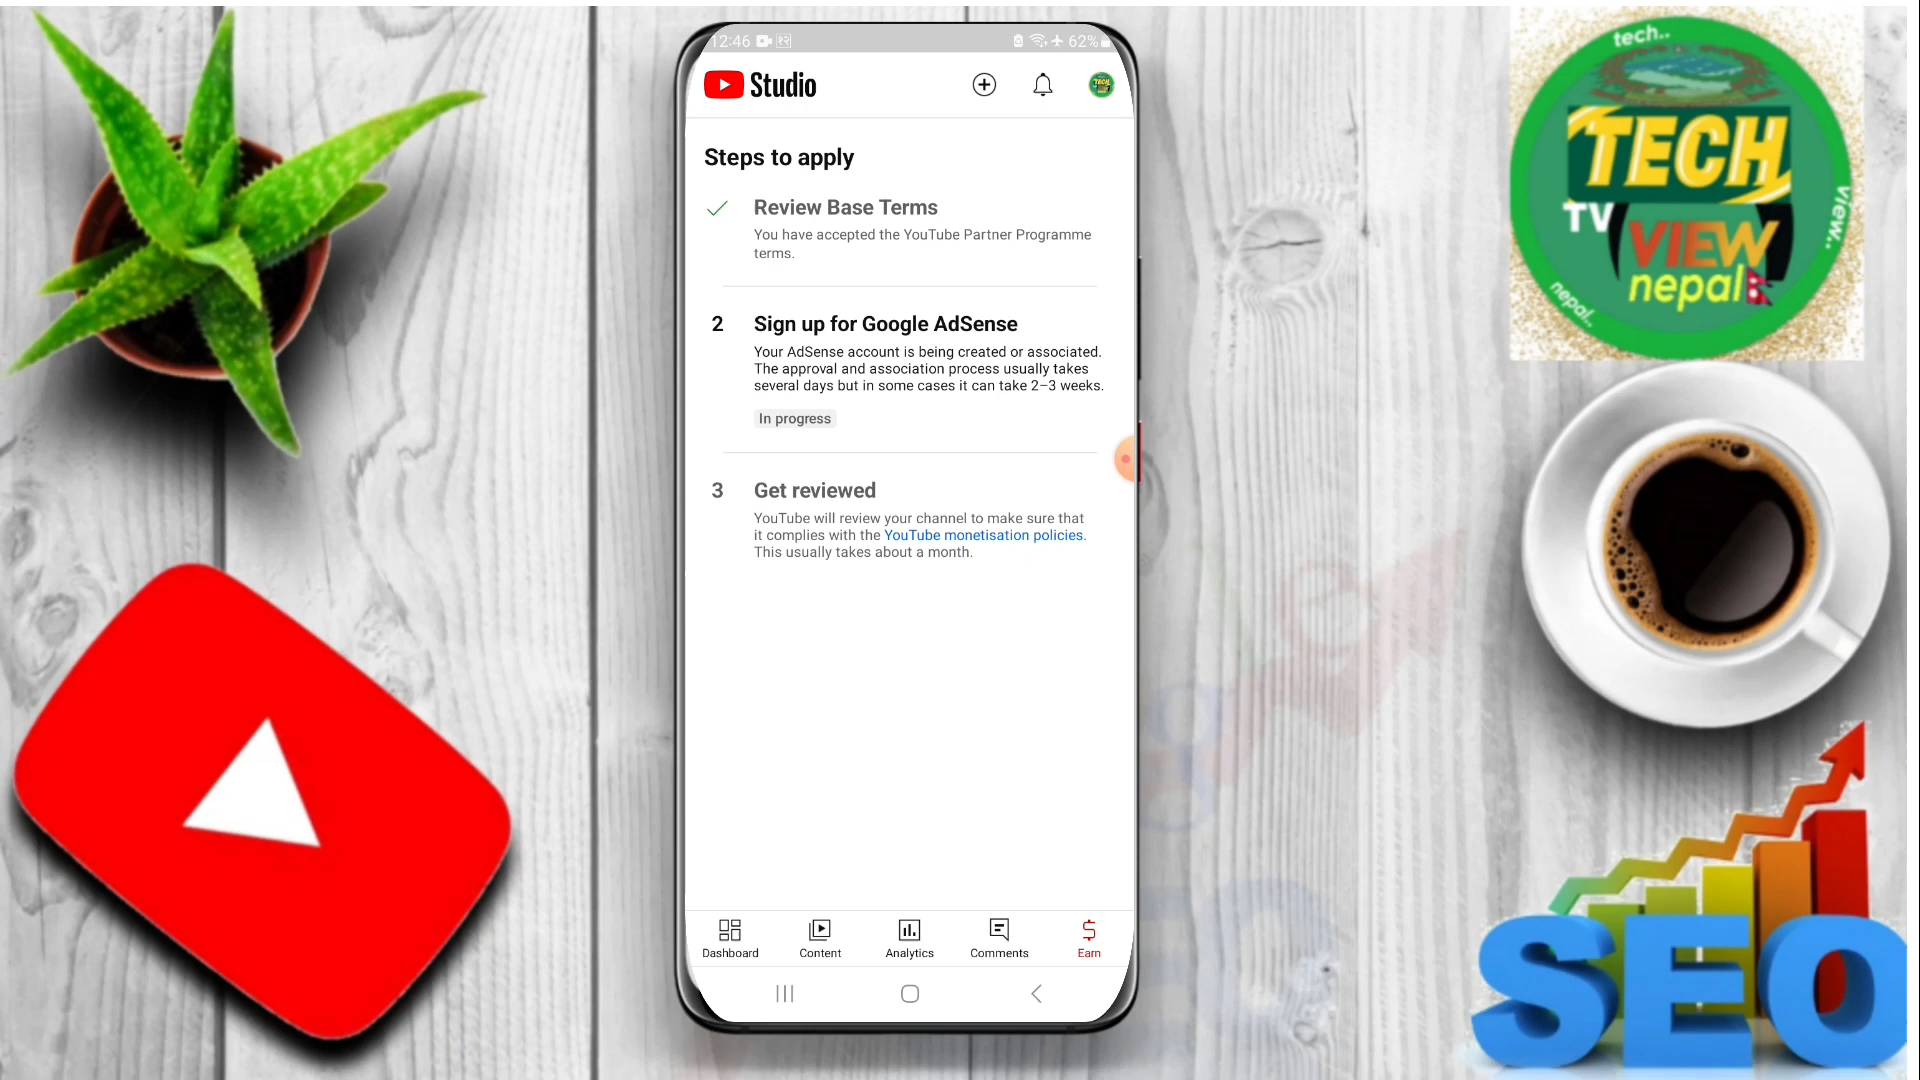 12:46
62%
Studio
Steps to apply
Review Base Terms
You have accepted the YouTube Partner Programme
terms.
2
Sign up for Google AdSense
Your AdSense account is being created or associated.
The approval and association process usually takes
several days but in some cases it can take 2–3 weeks.
In progress
3
Get reviewed
YouTube will review your channel to make sure that
it complies with the YouTube monetisation policies.
This usually takes about a month.
Dashboard
Content
Analytics
Comments
Earn
tech..
TECH
TV
VIEW
nepal
view..
nepal..
SEO